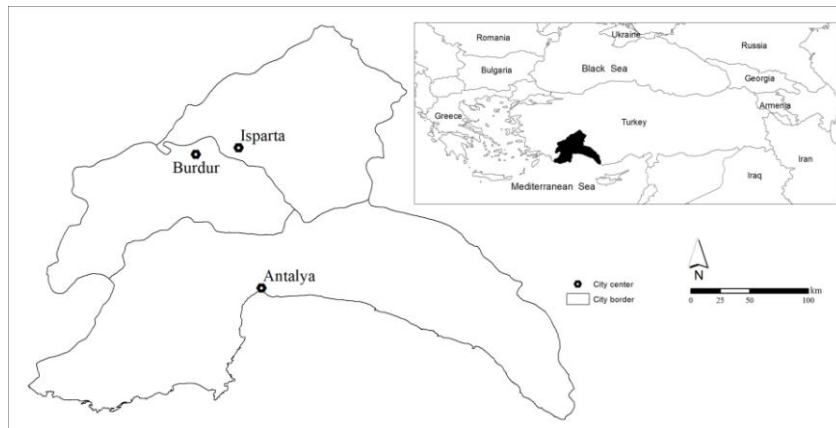 Romania
Ukraine
Russia
Black Sea
Bulgaria
Georgia
Armenia
Greece
Turkey
Iran
Iraq
Mediterranean Sea
Isparta
Burdur
Antalya
City center
City border
N
km
0 25 50 100